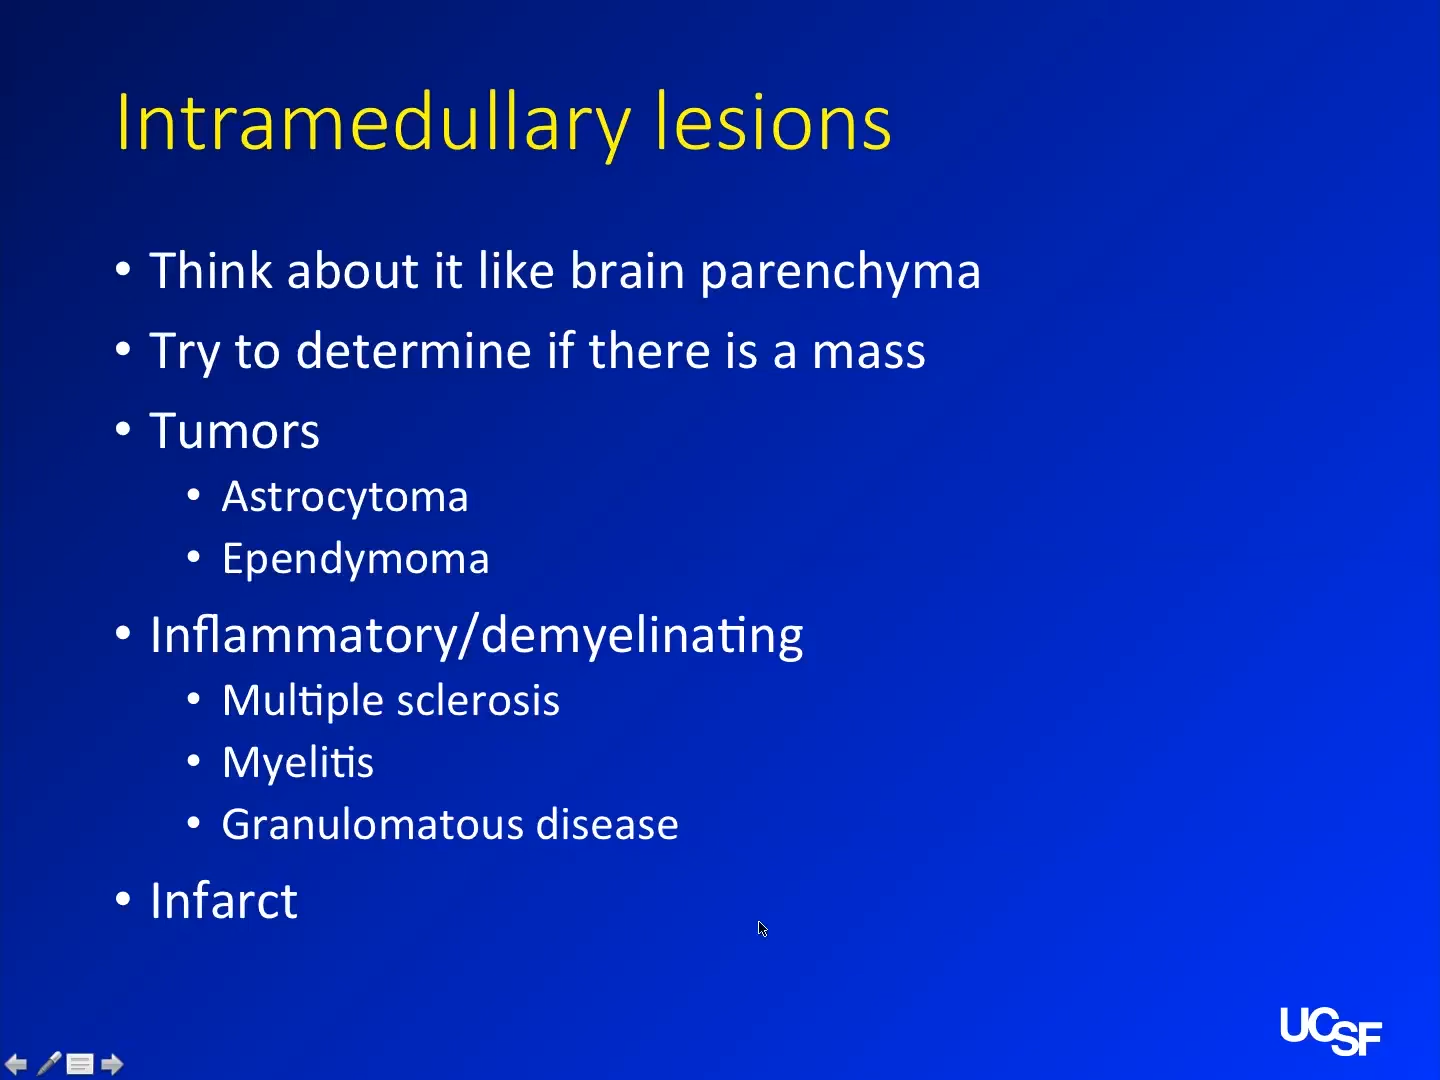 Intramedullary lesions
• Think about it like brain parenchyma
• Try to determine if there is a mass
• Tumors
• Astrocytoma
• Ependymoma
• Inflammatory/demyelinating
• Multiple sclerosis
• Myelitis
• Granulomatous disease
• Infarct
UCSF